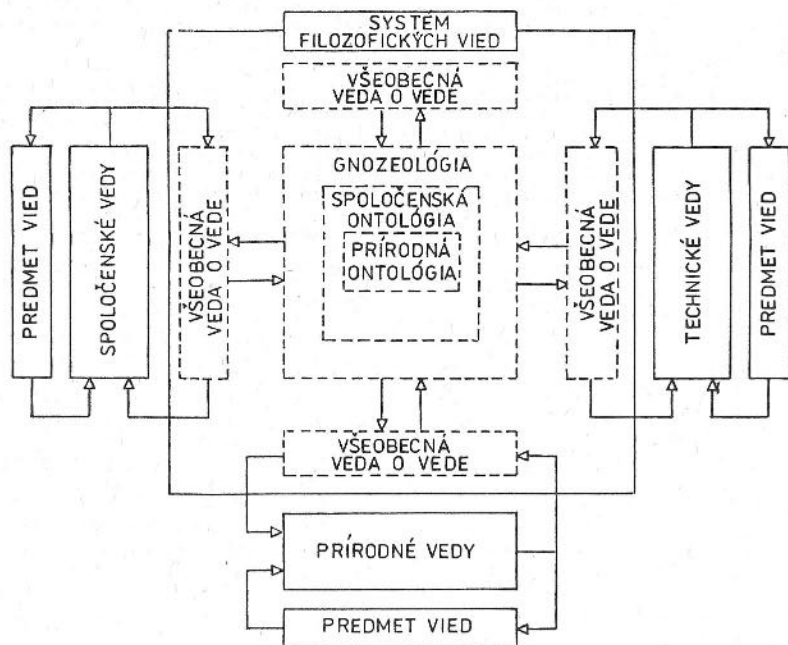 SYSTÉM
FILOZOFICKÝCH VIED
VŠEOBECNÁ
VEDA O VEDE
PREDMET VIED
SPOLOČENSKÉ VEDY
VŠEOBECNÁ
VEDA O VEDE
GNOZEOLÓGIA
SPOLOČENSKÁ
ONTOLÓGIA
PRÍRODNÁ
ONTOLÓGIA
VŠEOBECNÁ
VEDA O VEDE
TECHNICKÉ VEDY
PREDMET VIED
VŠEOBECNÁ
VEDA O VEDE
PRÍRODNÉ VEDY
PREDMET VIED